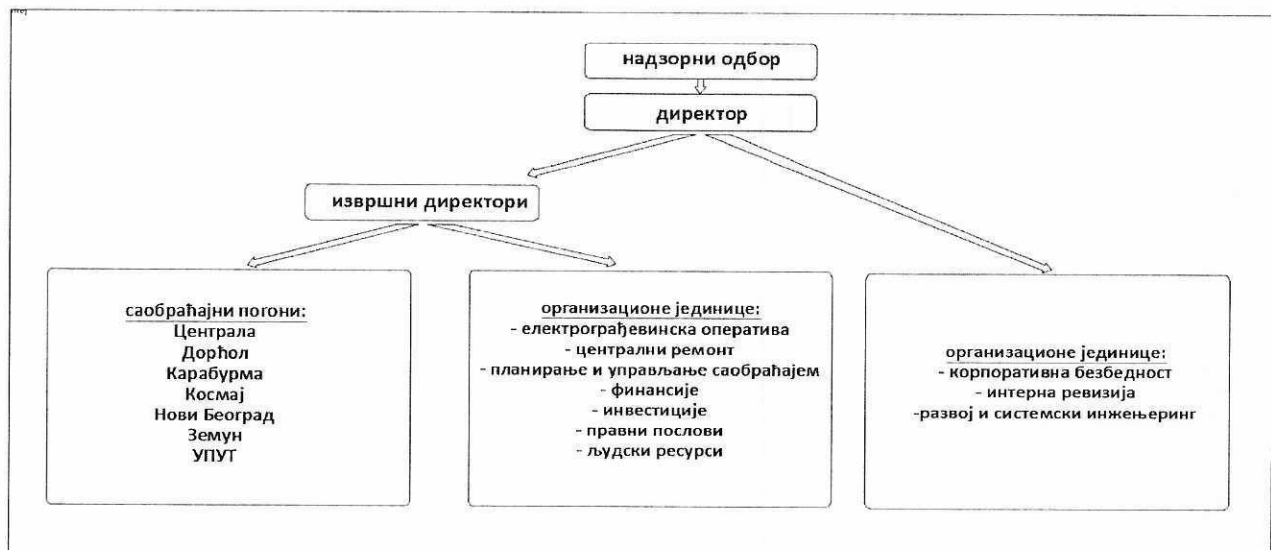 надзорни одбор
директор
извршни директори
саобраћајни погони:
Централа
Дорћол
Карабурма
Космај
Нови Београд
Земун
УПУТ
организационе јединице:
- електрограђевинска оператива
- централни ремонт
- планирање и управљање саобраћајем
- финансије
- инвестиције
- правни послови
- људски ресурси
организационе јединице:
- корпоративна безбедност
- интерна ревизија
-развој и системски инжењеринг